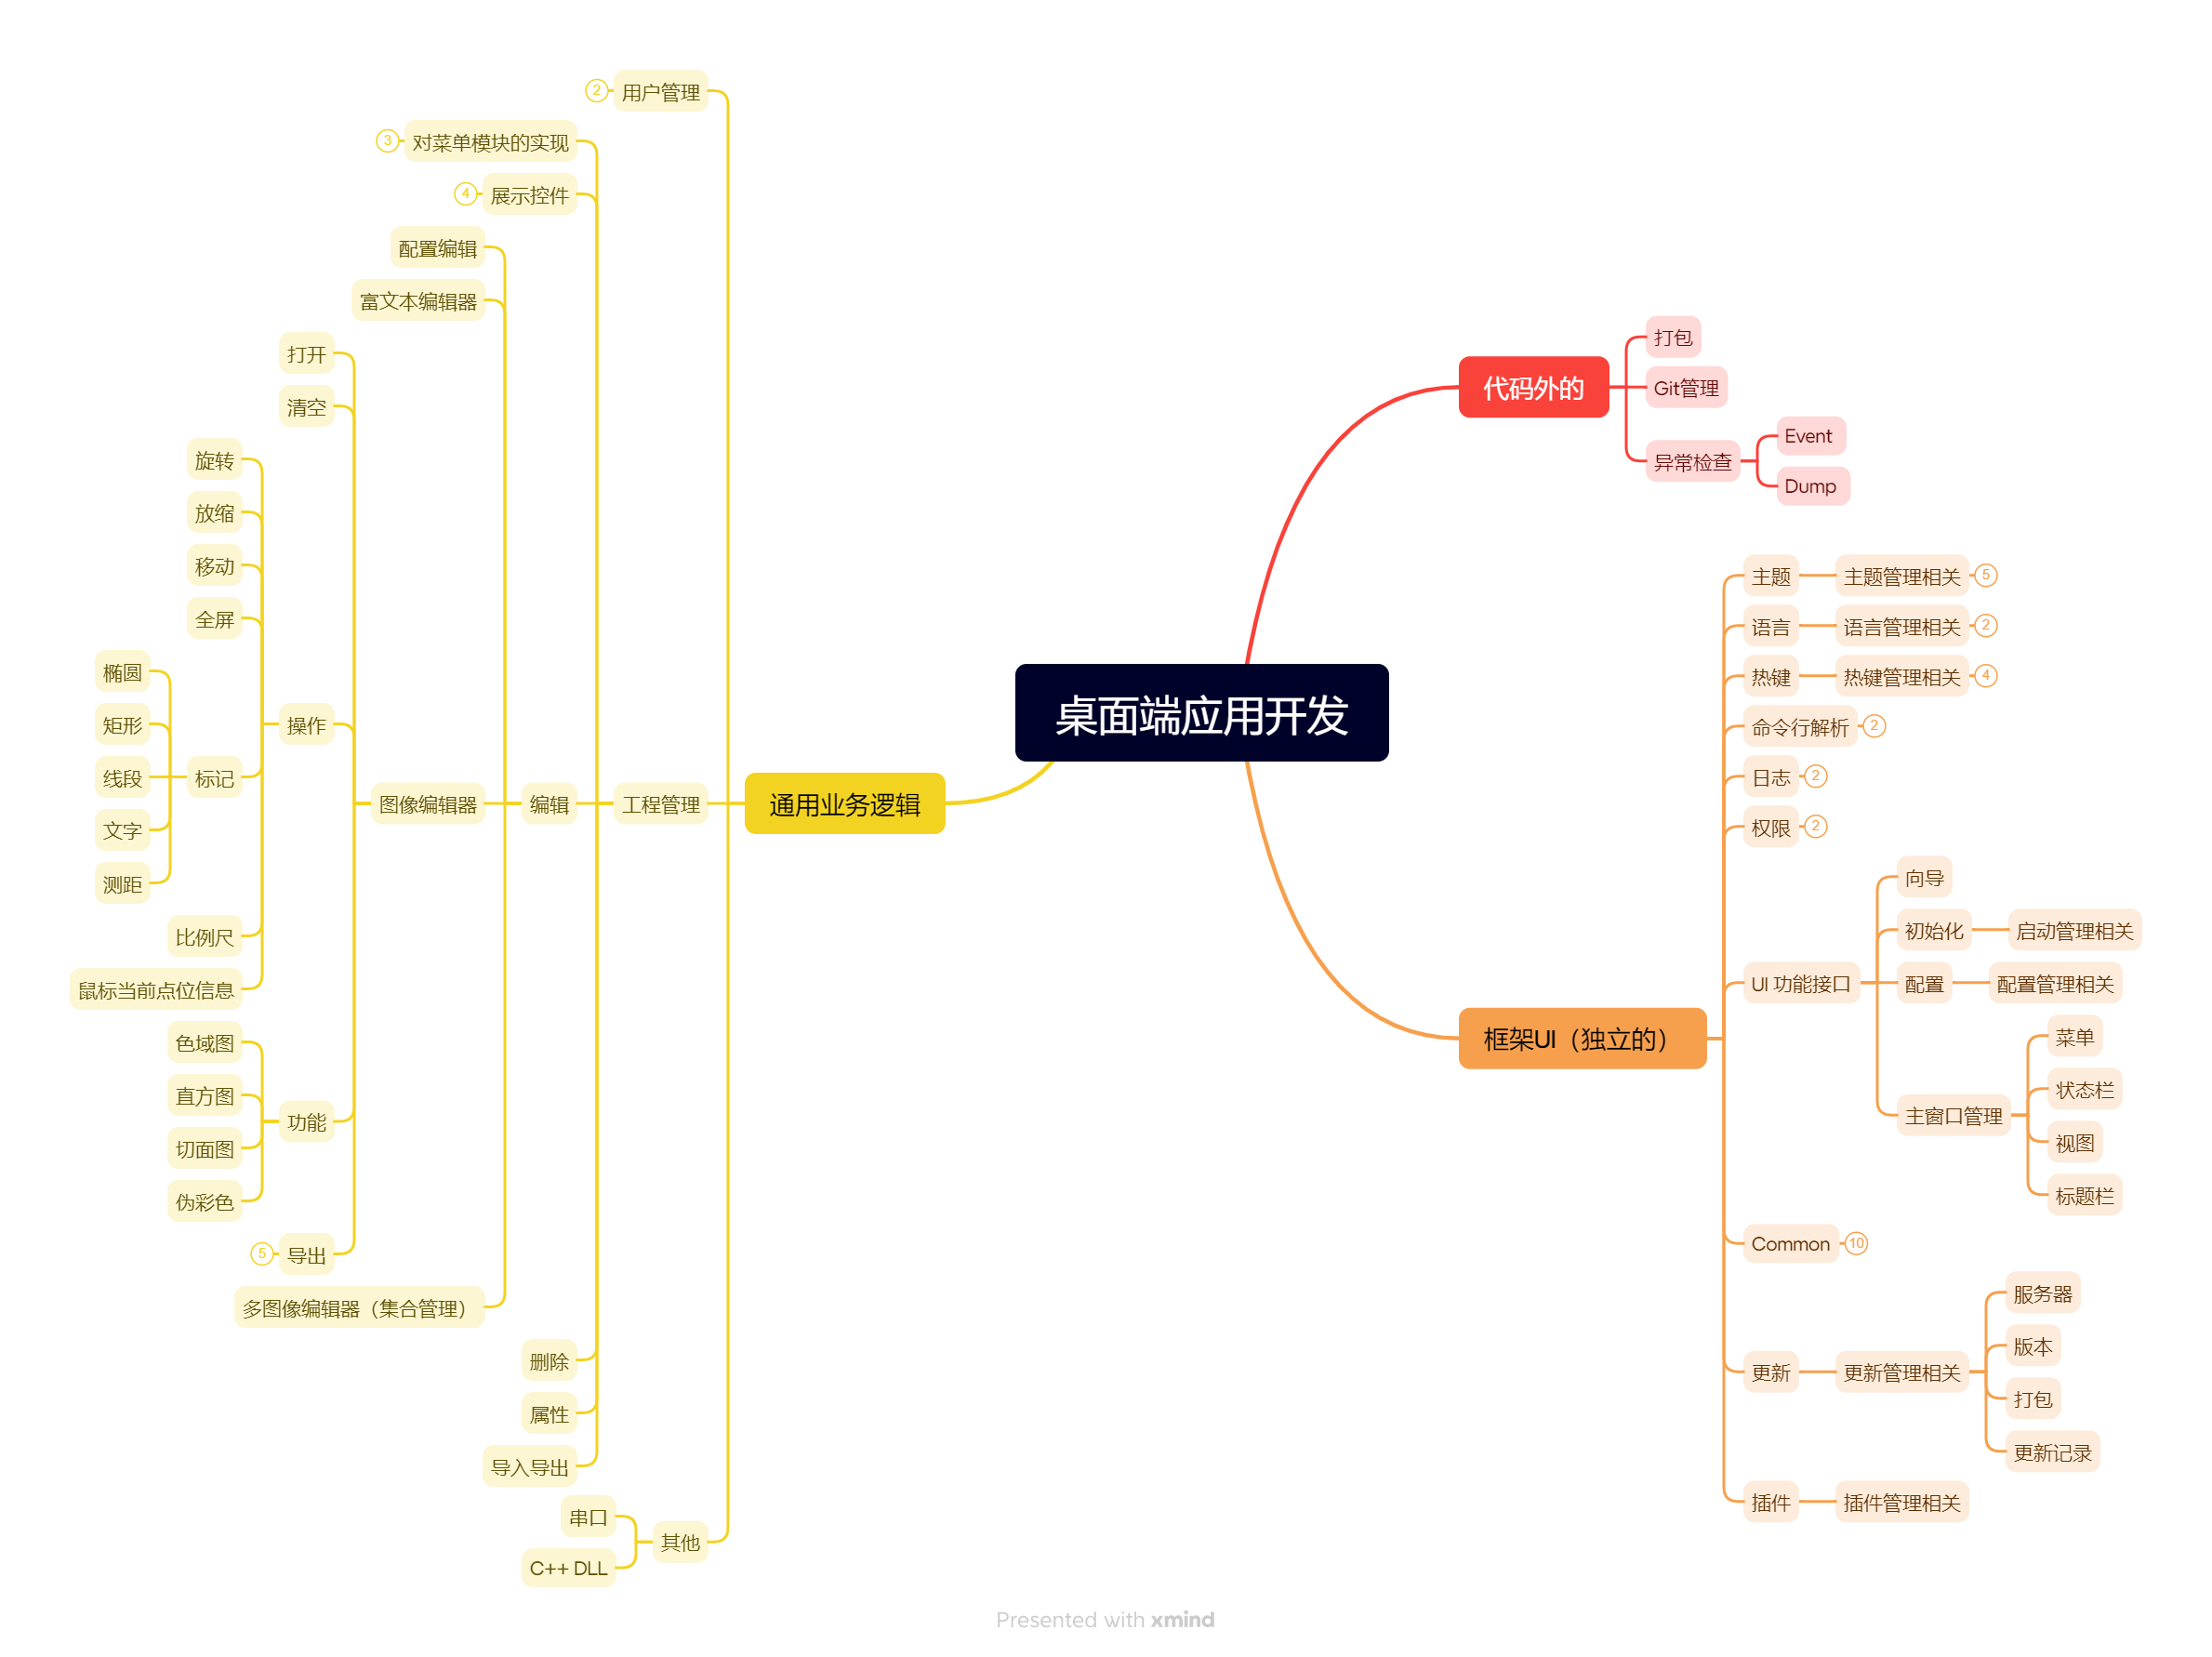 用户管理
2
对菜单模块的实现
3
展示控件
4
配置编辑
富文本编辑器
打开
清空
旋转
放缩
移动
全屏
椭圆
矩形
线段
文字
测距
标记
比例尺
鼠标当前点位信息
操作
色域图
直方图
切面图
伪彩色
功能
导出
5
图像编辑器
多图像编辑器（集合管理）
编辑
删除
属性
导入导出
工程管理
串口
C++ DLL
其他
通用业务逻辑
桌面端应用开发
代码外的
打包
Git管理
异常检查
Event
Dump
框架UI（独立的）
主题
主题管理相关
5
语言
语言管理相关
2
热键
热键管理相关
4
命令行解析
2
日志
2
权限
2
UI 功能接口
向导
初始化
启动管理相关
配置
配置管理相关
主窗口管理
菜单
状态栏
视图
标题栏
Common
10
更新
更新管理相关
服务器
版本
打包
更新记录
插件
插件管理相关
Presented with xmind